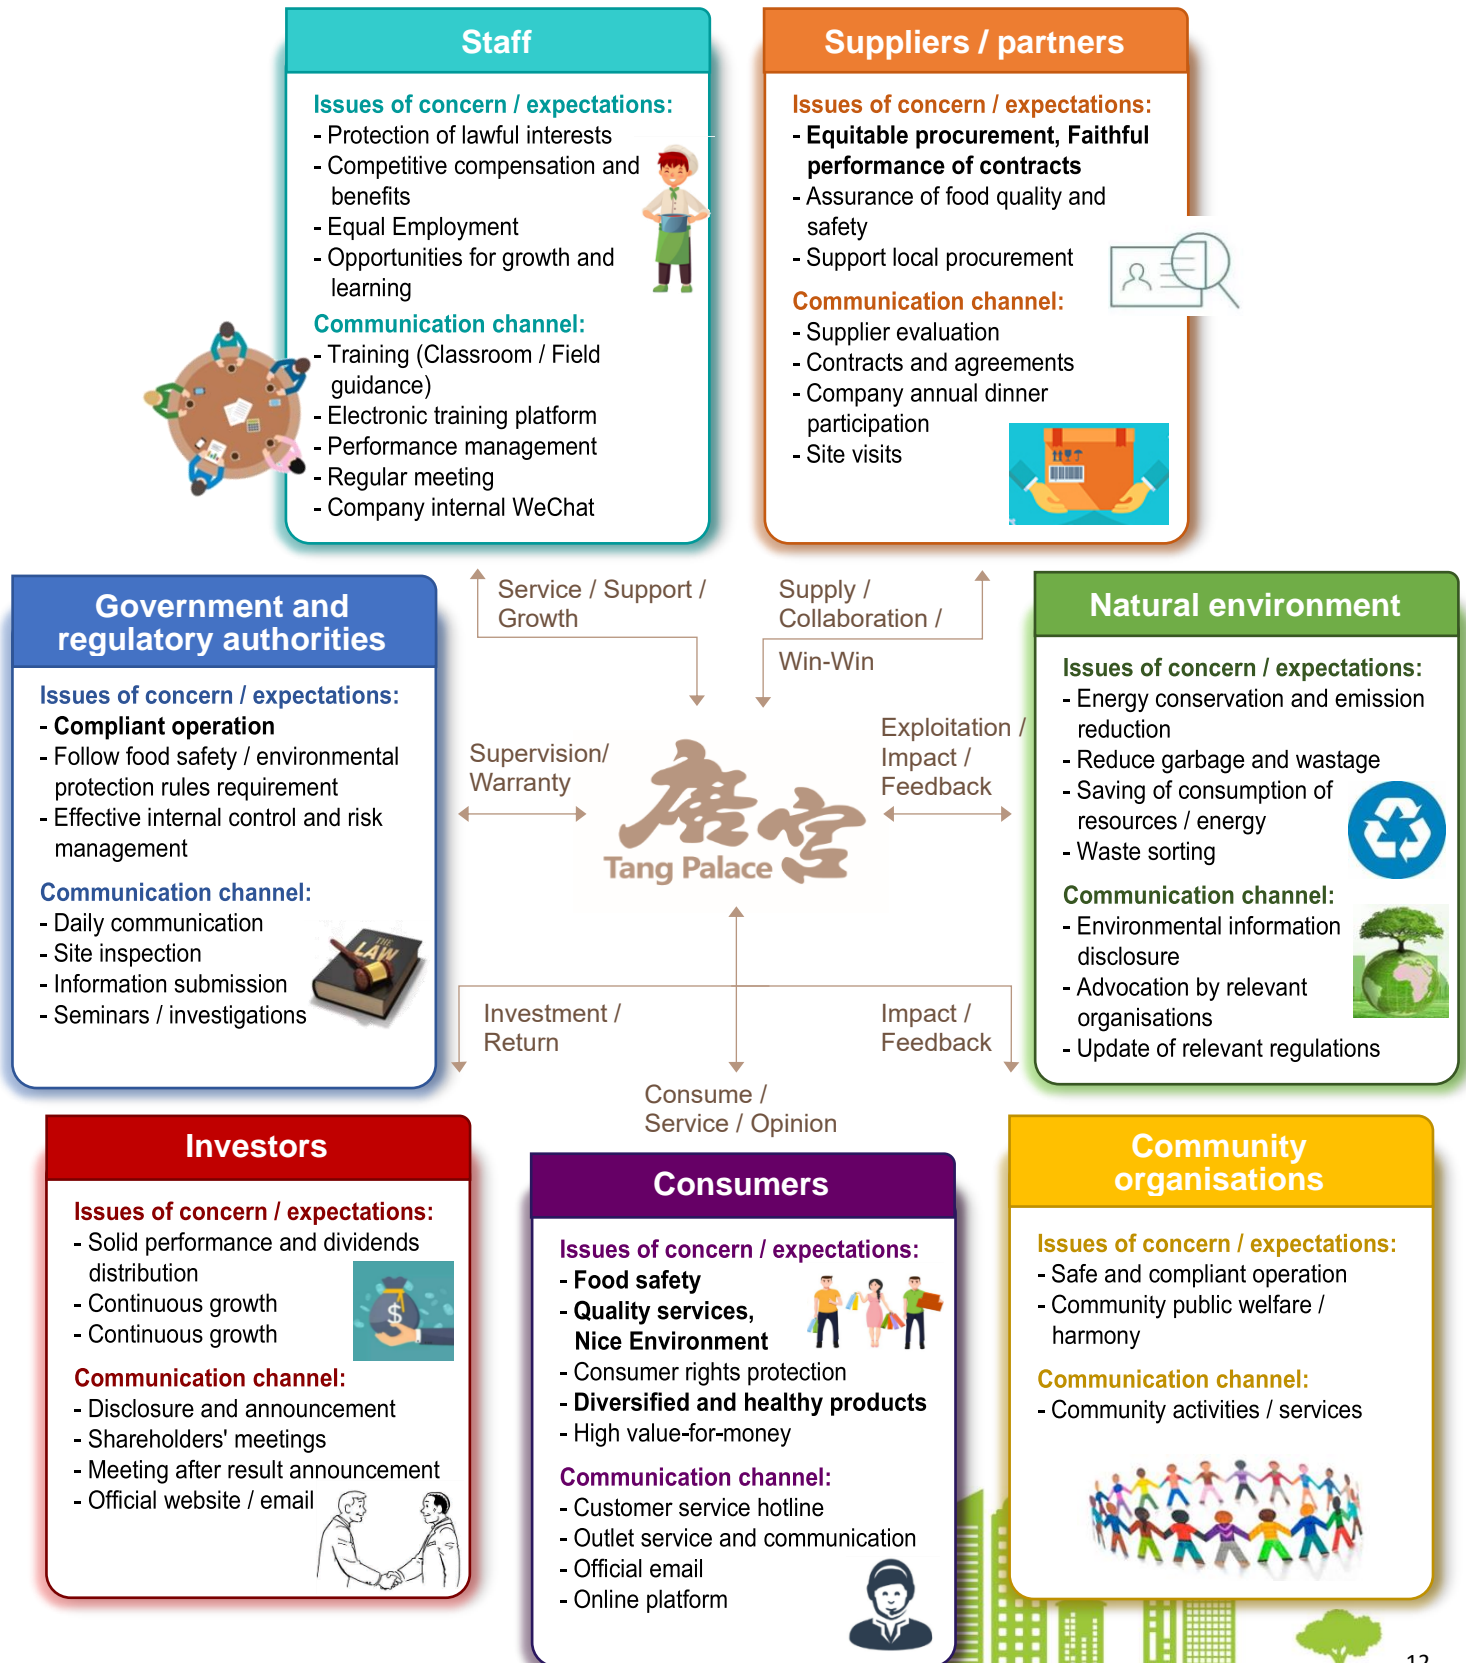 Staff
Issues of concern / expectations:
- Protection of lawful interests
- Competitive compensation and
benefits
- Equal Employment
- Opportunities for growth and
learning
Communication channel:
- Training (Classroom / Field
guidance)
- Electronic training platform
- Performance management
- Regular meeting
- Company internal WeChat
Suppliers / partners
Issues of concern / expectations:
- Equitable procurement, Faithful
performance of contracts
- Assurance of food quality and
safety
- Support local procurement
Communication channel:
- Supplier evaluation
- Contracts and agreements
- Company annual dinner
participation
- Site visits
Government and
regulatory authorities
Issues of concern / expectations:
- Compliant operation
- Follow food safety / environmental
protection rules requirement
- Effective internal control and risk
management
Communication channel:
- Daily communication
- Site inspection
- Information submission
- Seminars / investigations
THE
LAW
Service / Support /
Growth
Supply /
Collaboration /
Win-Win
Supervision/
Warranty
唐宫
Tang Palace
Exploitation /
Impact /
Feedback
Investment /
Return
Impact /
Feedback
Consume /
Service / Opinion
Natural environment
Issues of concern / expectations:
- Energy conservation and emission
reduction
- Reduce garbage and wastage
- Saving of consumption of
resources / energy
- Waste sorting
Communication channel:
- Environmental information
disclosure
- Advocation by relevant
organisations
- Update of relevant regulations
Investors
Issues of concern / expectations:
- Solid performance and dividends
distribution
- Continuous growth
- Continuous growth
$
Communication channel:
- Disclosure and announcement
- Shareholders' meetings
- Meeting after result announcement
- Official website / email
Consumers
Issues of concern / expectations:
- Food safety
- Quality services,
Nice Environment
- Consumer rights protection
- Diversified and healthy products
- High value-for-money
Communication channel:
- Customer service hotline
- Outlet service and communication
- Official email
- Online platform
Community
organisations
Issues of concern / expectations:
- Safe and compliant operation
- Community public welfare /
harmony
Communication channel:
- Community activities / services
12